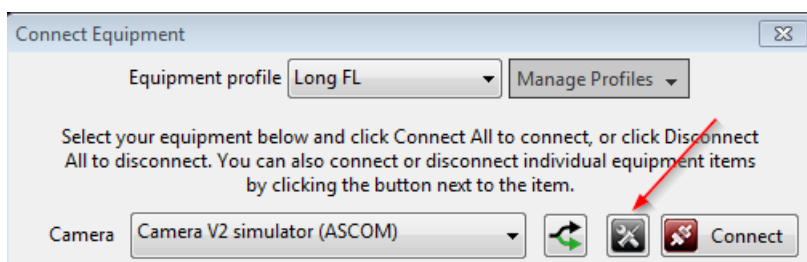 Connect Equipment
Equipment profile Long FL Manage Profiles
Select your equipment below and click Connect All to connect, or click Disconnect
All to disconnect. You can also connect or disconnect individual equipment items
by clicking the button next to the item.
Camera Camera V2 simulator (ASCOM) Connect